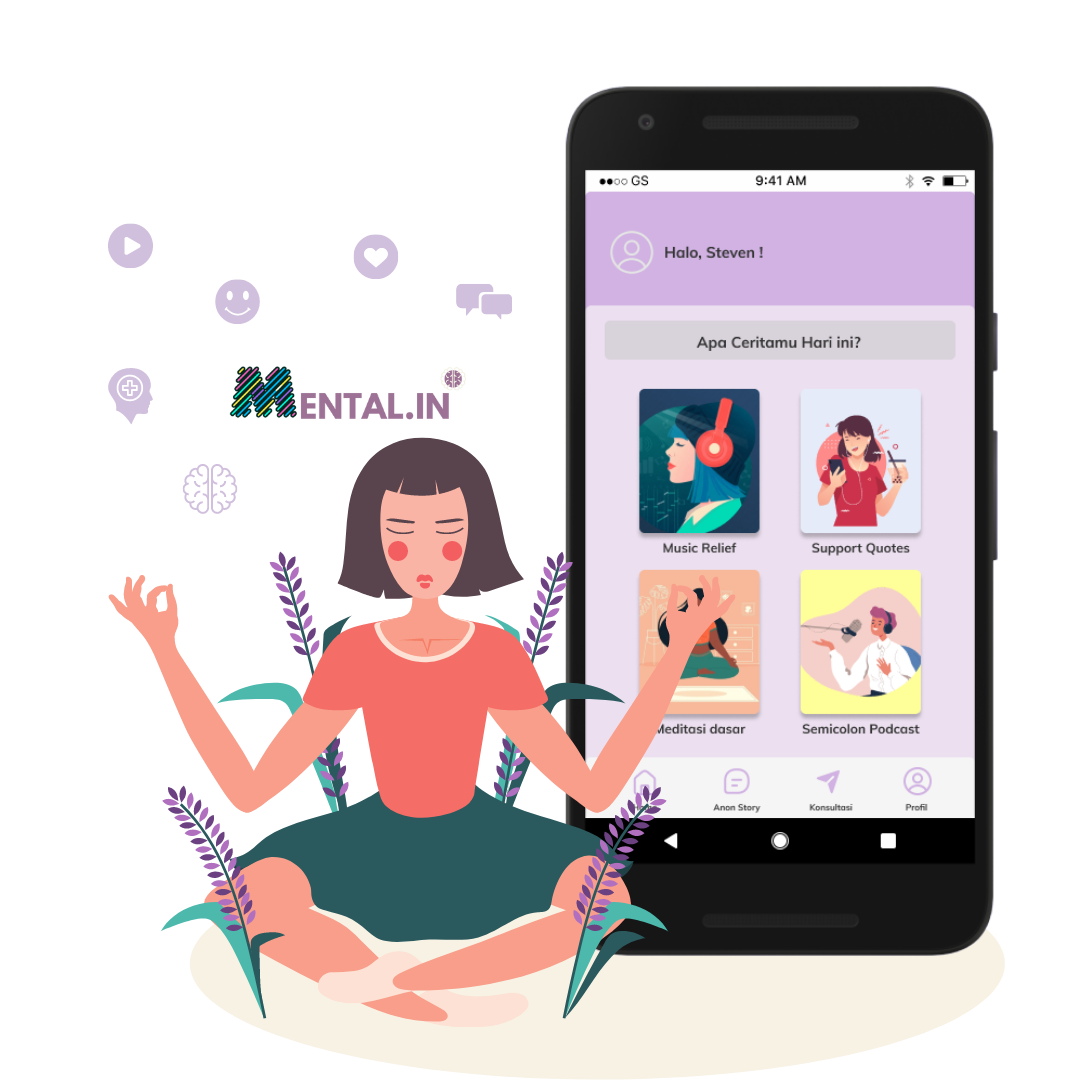 GS 9:41 AM
Halo, Steven !
Apa Ceritamu Hari ini?
MENTAL.IN
Music Relief Support Quotes
Meditasi dasar Semicolon Podcast
Anon Story Konsultasi Profil